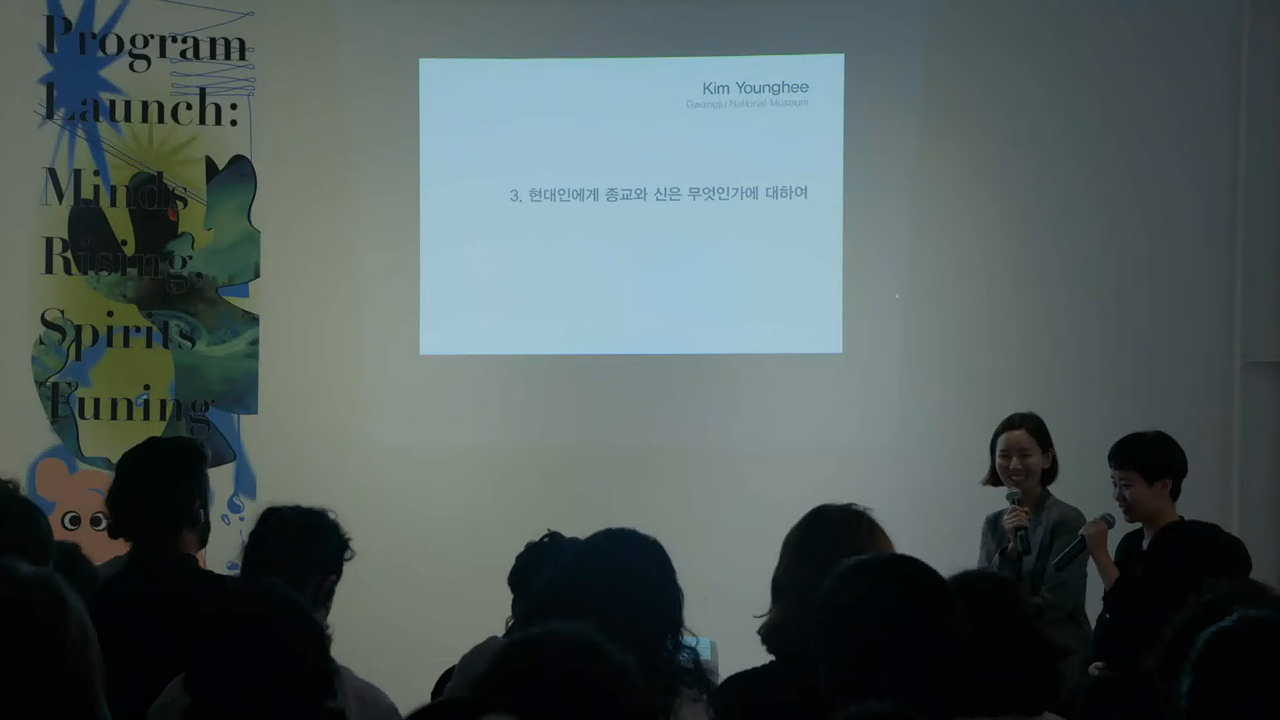 Program
Launch:
Minds
Rising,
Spirits
Tuning
Kim Younghee
Gwangju National Museum
3. 현대인에게 종교와 신은 무엇인가에 대하여